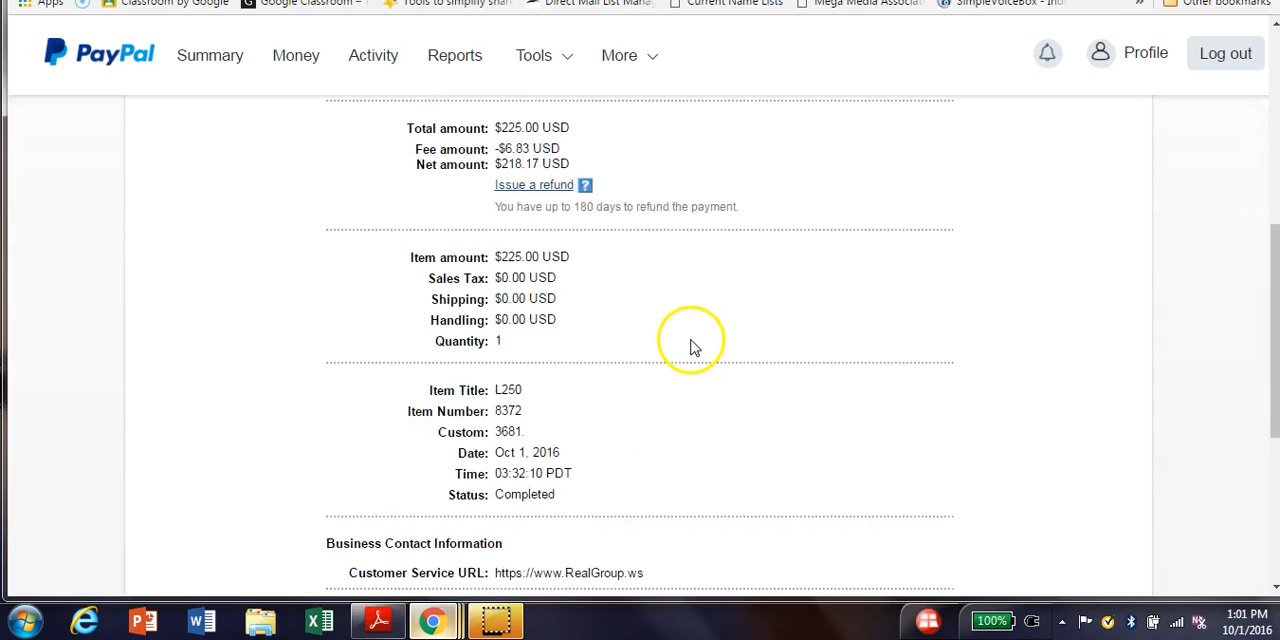 Apps
Classroom by Google
Google Classroom –
Tools to simplify share
Direct Mail List Mana
Current Name Lists
Mega Media Associat
SimpleVoiceBox -
»
Other bookmarks
PayPal
Summary
Money
Activity
Reports
Tools
More
Profile
Log out
Total amount: $225.00 USD
Fee amount: -$6.83 USD
Net amount: $218.17 USD
Issue a refund ?
You have up to 180 days to refund the payment.
Item amount: $225.00 USD
Sales Tax: $0.00 USD
Shipping: $0.00 USD
Handling: $0.00 USD
Quantity: 1
Item Title: L250
Item Number: 8372
Custom: 3681.
Date: Oct 1, 2016
Time: 03:32:10 PDT
Status: Completed
Business Contact Information
Customer Service URL: https://www.RealGroup.ws
100%
1:01 PM
10/1/2016